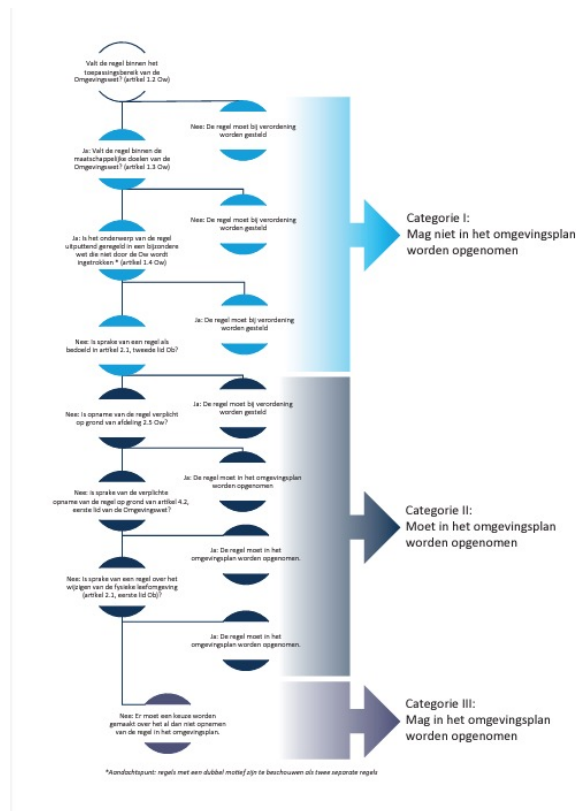 Valt de regel binnen het
toepassingsbereik van de
Omgevingswet? (artikel 1.2 Ow)
Nee: De regel moet bij verordening
worden gesteld
Ja: Valt de regel binnen de
maatschappelijke doelen van de
Omgevingswet? (artikel 1.3 Ow)
Nee: De regel moet bij verordening
worden gesteld
Ja: Is het onderwerp van de regel
uitputtend geregeld in een bijzondere
wet die niet door de Ow wordt
ingetrokken * (artikel 1.4 Ow)
Categorie I:
Mag niet in het omgevingsplan
worden opgenomen
Ja: De regel moet bij verordening
worden gesteld
Nee: Is sprake van een regel als
bedoeld in artikel 2.1, tweede lid Ob?
Ja: De regel moet bij verordening
worden gesteld
Nee: Is opname van de regel verplicht
op grond van afdeling 2.5 Ow?
Ja: De regel moet in het omgevingsplan
worden opgenomen
Nee: is sprake van de verplichte
opname van de regel op grond van artikel 4.2,
eerste lid van de Omgevingswet?
Categorie II:
Moet in het omgevingsplan
worden opgenomen
Ja: De regel moet in het
omgevingsplan worden opgenomen.
Nee: Is sprake van een regel over het
wijzigen van de fysieke leefomgeving
(artikel 2.1, eerste lid Ob)?
Ja: De regel moet in het
omgevingsplan worden opgenomen.
Nee: Er moet een keuze worden
gemaakt over het al dan niet opnemen
van de regel in het omgevingsplan.
Categorie III:
Mag in het omgevingsplan
worden opgenomen
*Aandachtspunt: regels met een dubbel motief zijn te beschouwen als twee separate regels